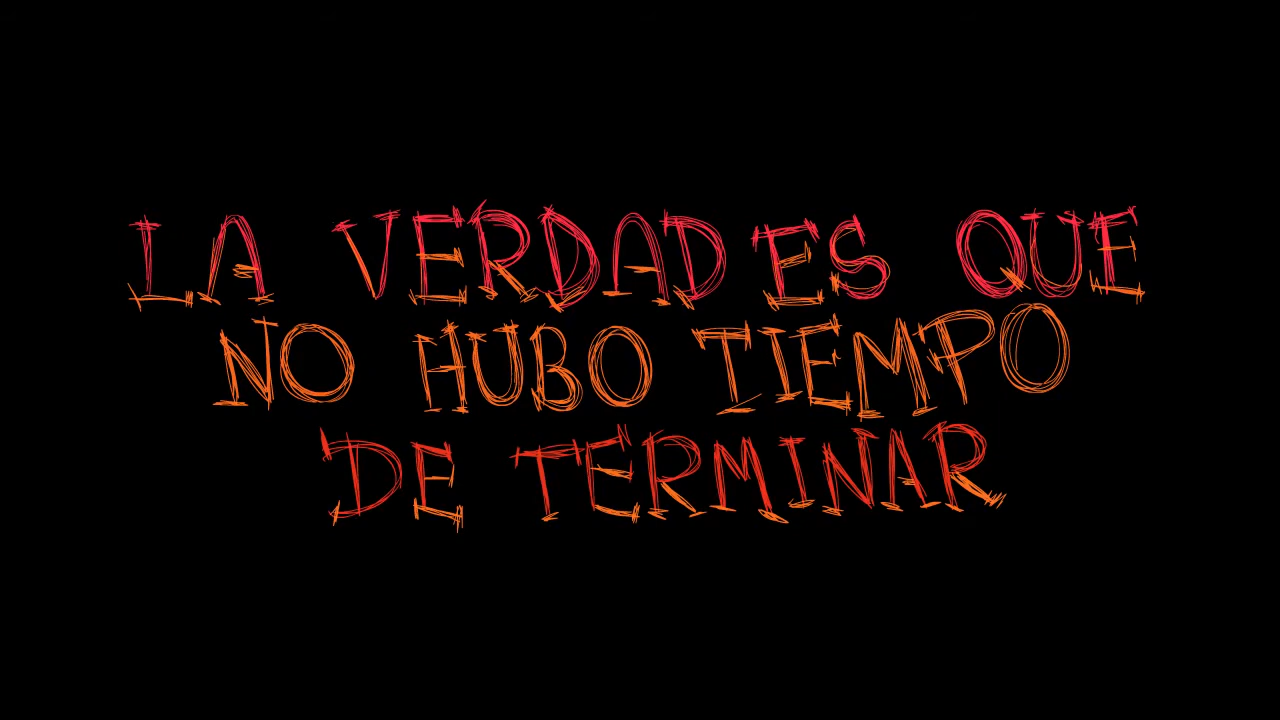 LA VERDAD ES QUE
NO HUBO TIEMPO
DE TERMINAR